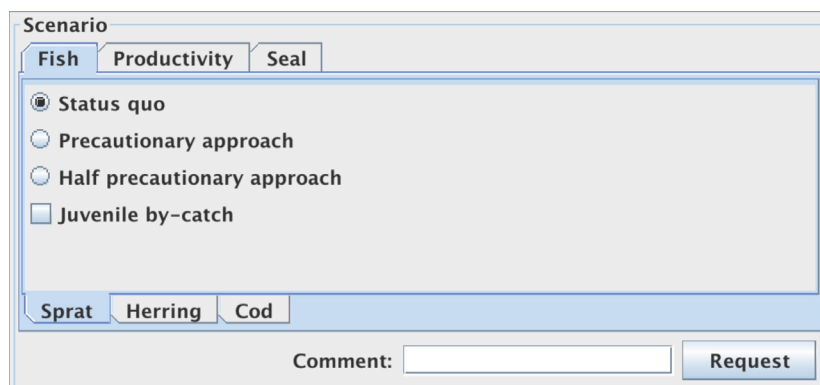 Scenario
Fish Productivity Seal
Status quo
Precautionary approach
Half precautionary approach
Juvenile by-catch
Sprat Herring Cod
Comment: Request